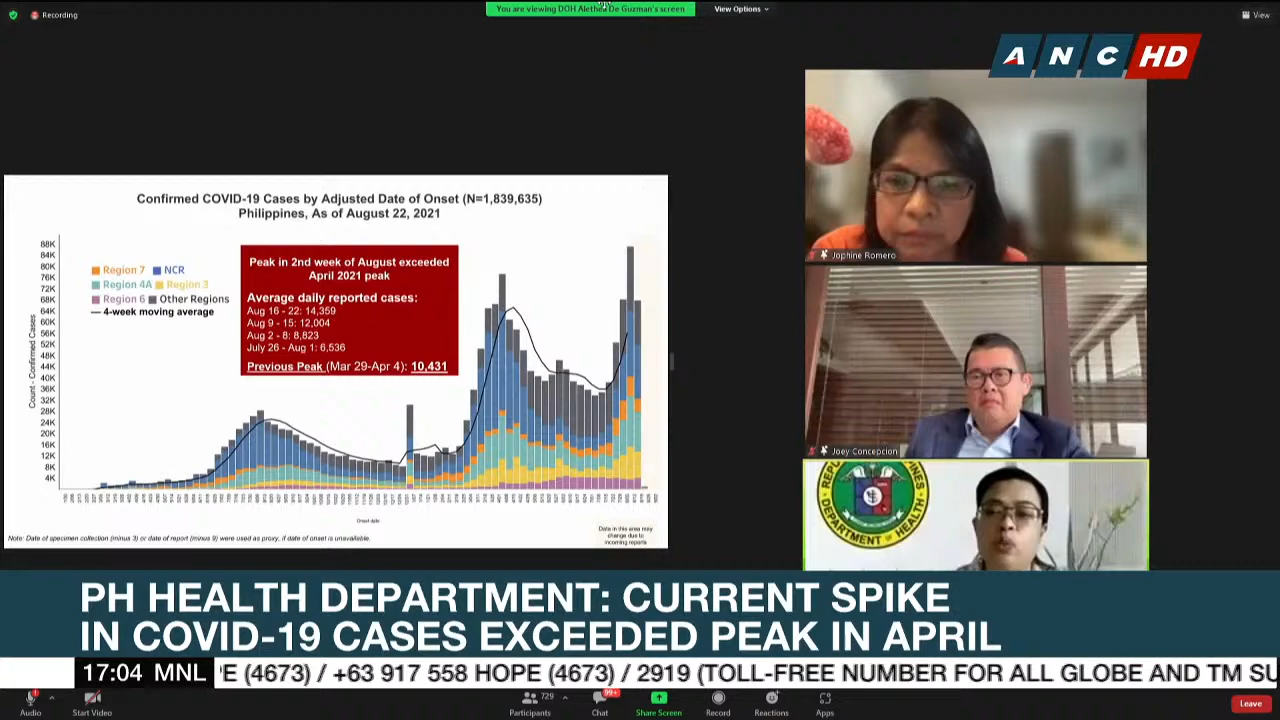 Recording
You are viewing DOH Alethea De Guzman's screen
View Options
View
ANC HD
Confirmed COVID-19 Cases by Adjusted Date of Onset (N=1,839,635)
Philippines, As of August 22, 2021
Count - Confirmed Cases
88K
84K
80K
76K
72K
68K
64K
60K
56K
52K
48K
44K
40K
36K
32K
28K
24K
20K
16K
12K
8K
4K
Region 7 NCR
Region 4A Region 3
Region 6 Other Regions
4-week moving average
Peak in 2nd week of August exceeded
April 2021 peak
Average daily reported cases:
Aug 16 - 22: 14,359
Aug 9 - 15: 12,004
Aug 2 - 8: 8,823
July 26 - Aug 1: 6,536
Previous Peak (Mar 29-Apr 4): 10,431
Onset date
Note: Date of specimen collection (minus 3) or date of report (minus 9) were used as proxy, if date of onset is unavailable.
Data in this area may
change due to
incoming reports
Jophine Romero
Joey Concepcion
DEPARTMENT OF HEALTH
PH HEALTH DEPARTMENT: CURRENT SPIKE
IN COVID-19 CASES EXCEEDED PEAK IN APRIL
17:04 MNL
PE (4673) / +63 917 558 HOPE (4673) / 2919 (TOLL-FREE NUMBER FOR ALL GLOBE AND TM SU
Audio
Start Video
729
Participants
99+
Chat
Share Screen
Record
Reactions
Apps
Leave